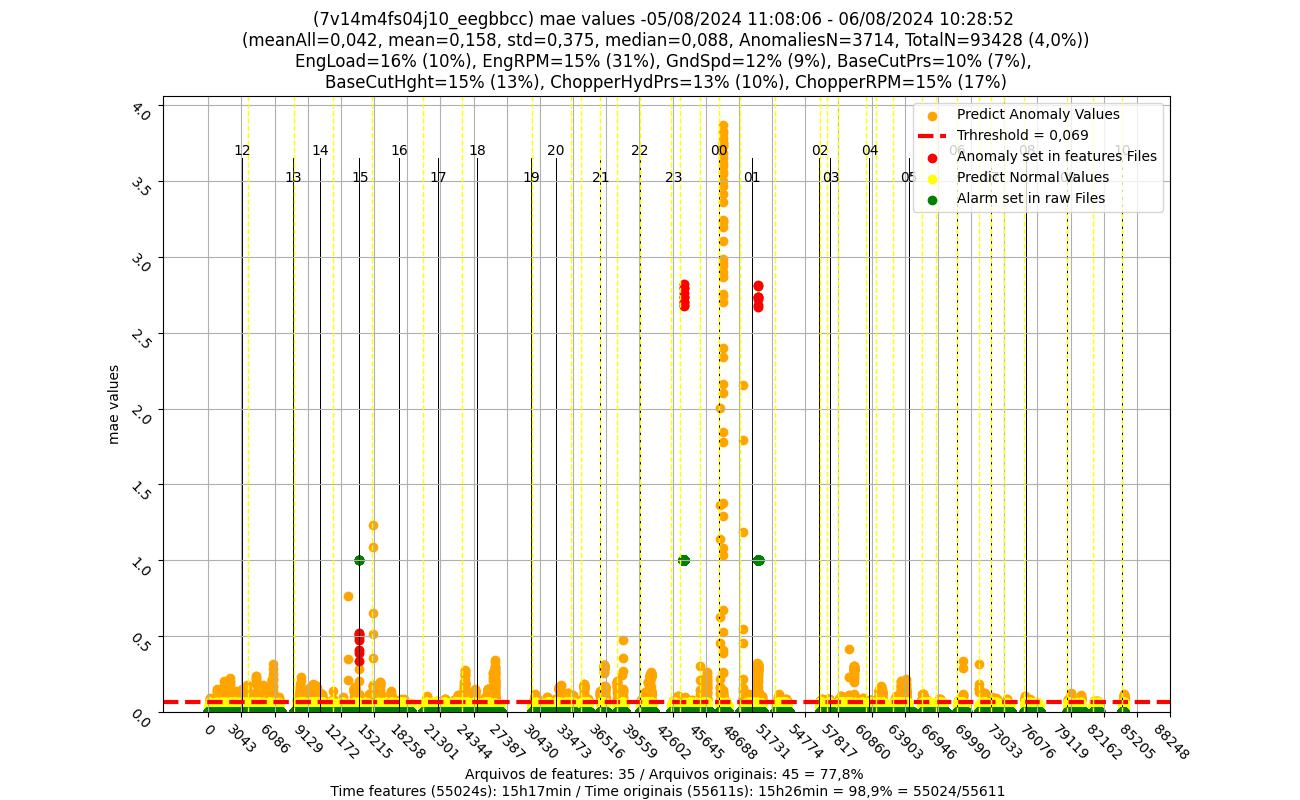 (7v14m4fs04j10_eegbbcc) mae values -05/08/2024 11:08:06 - 06/08/2024 10:28:52
(meanAll=0,042, mean=0,158, std=0,375, median=0,088, AnomaliesN=3714, TotalN=93428 (4,0%))
EngLoad=16% (10%), EngRPM=15% (31%), GndSpd=12% (9%), BaseCutPrs=10% (7%),
BaseCutHght=15% (13%), ChopperHydPrs=13% (10%), ChopperRPM=15% (17%)
Predict Anomaly Values
Trhreshold = 0,069
Anomaly set in features Files
Predict Normal Values
Alarm set in raw Files
12 14 16 18 20 22 00 02 04 06 08 10
13 15 17 19 21 23 01 03 05
mae values
4.0
3.5
3.0
2.5
2.0
1.5
1.0
0.5
0.0
0 3043 6086 9129 12172 15215 18258 21301 24344 27387 30430 33473 36516 39559 42602 45645 48688 51731 54774 57817 60860 63903 66946 69990 73033 76076 79119 82162 85205 88248
Arquivos de features: 35 / Arquivos originais: 45 = 77,8%
Time features (55024s): 15h17min / Time originais (55611s): 15h26min = 98,9% = 55024/55611